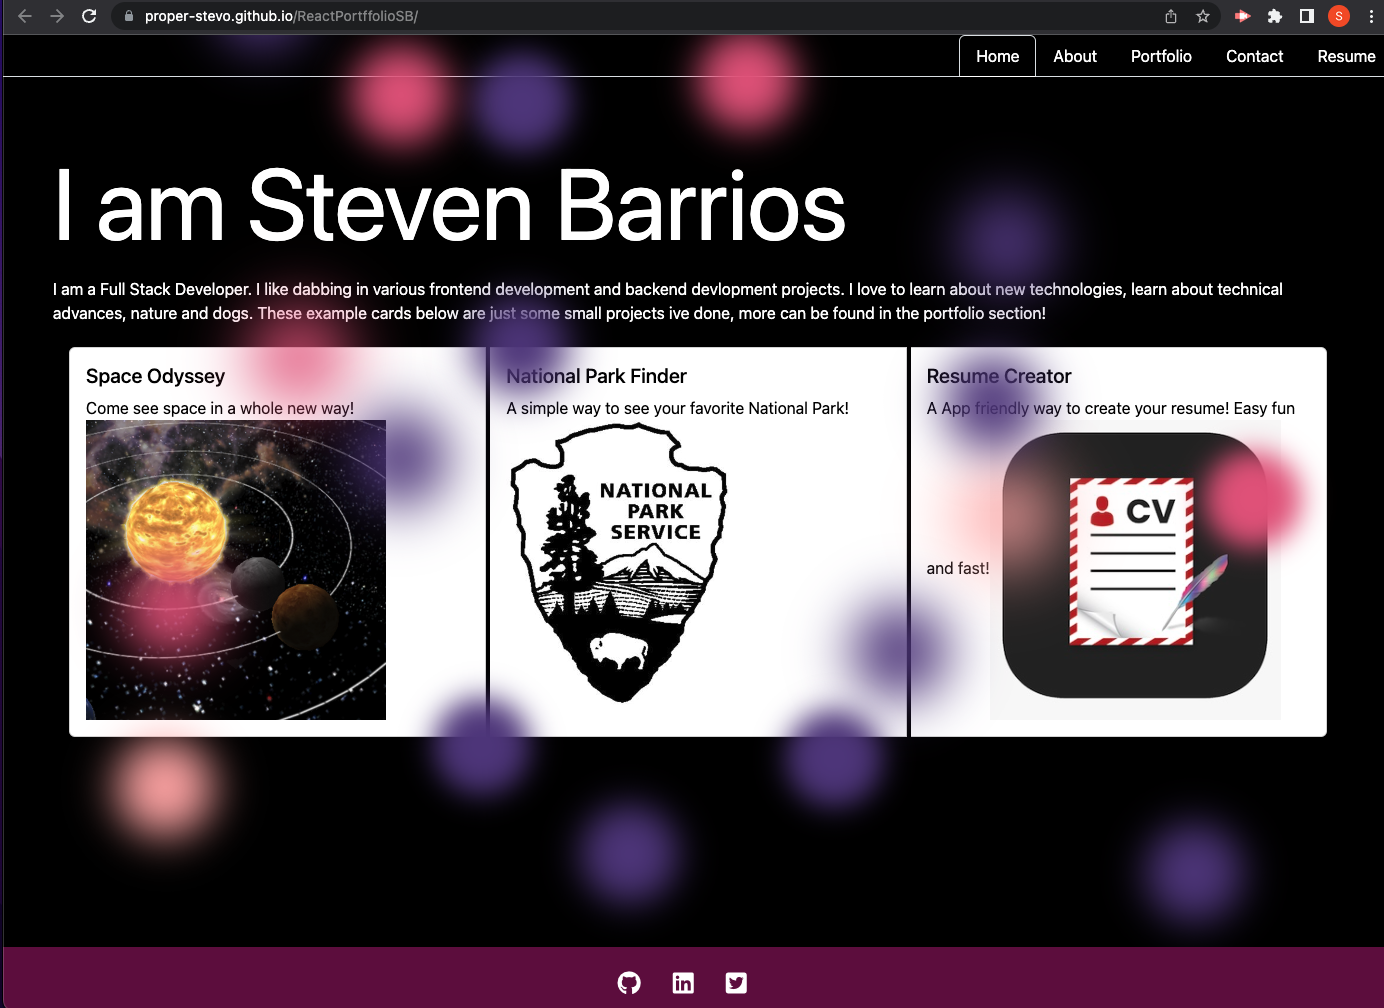 proper-stevo.github.io/ReactPortffolioSB/
S
Home About Portfolio Contact Resume
I am Steven Barrios
I am a Full Stack Developer. I like dabbing in various frontend development and backend devlopment projects. I love to learn about new technologies, learn about technical
advances, nature and dogs. These example cards below are just some small projects ive done, more can be found in the portfolio section!
Space Odyssey
Come see space in a whole new way!
National Park Finder
A simple way to see your favorite National Park!
NATIONAL
PARK
SERVICE
Resume Creator
A App friendly way to create your resume! Easy fun
and fast!
CV
in